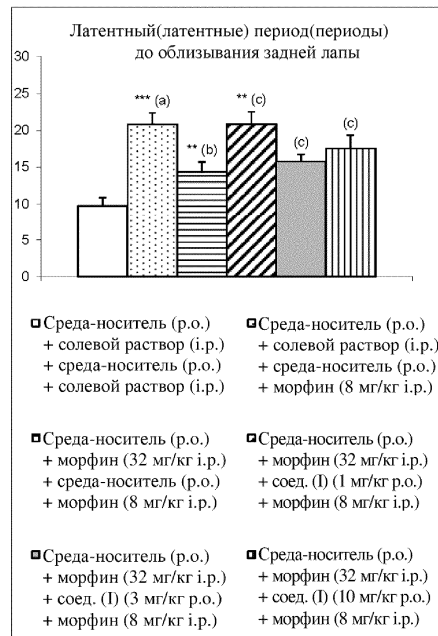 Латентный(латентные) период(периоды)
до облизывания задней лапы
30
25
20
15
10
5
0
*** (a)
** (b)
** (c)
(c)
(c)
Среда-носитель (p.o.)
+ солевой раствор (i.p.)
+ среда-носитель (p.o.)
+ солевой раствор (i.p.)
Среда-носитель (p.o.)
+ солевой раствор (i.p.)
+ среда-носитель (p.o.)
+ морфин (8 мг/кг i.p.)
Среда-носитель (p.o.)
+ морфин (32 мг/кг i.p.)
+ среда-носитель (p.o.)
+ морфин (8 мг/кг i.p.)
Среда-носитель (p.o.)
+ морфин (32 мг/кг i.p.)
+ соед. (I) (1 мг/кг p.o.)
+ морфин (8 мг/кг i.p.)
Среда-носитель (p.o.)
+ морфин (32 мг/кг i.p.)
+ соед. (I) (3 мг/кг p.o.)
+ морфин (8 мг/кг i.p.)
Среда-носитель (p.o.)
+ морфин (32 мг/кг i.p.)
+ соед. (I) (10 мг/кг p.o.)
+ морфин (8 мг/кг i.p.)